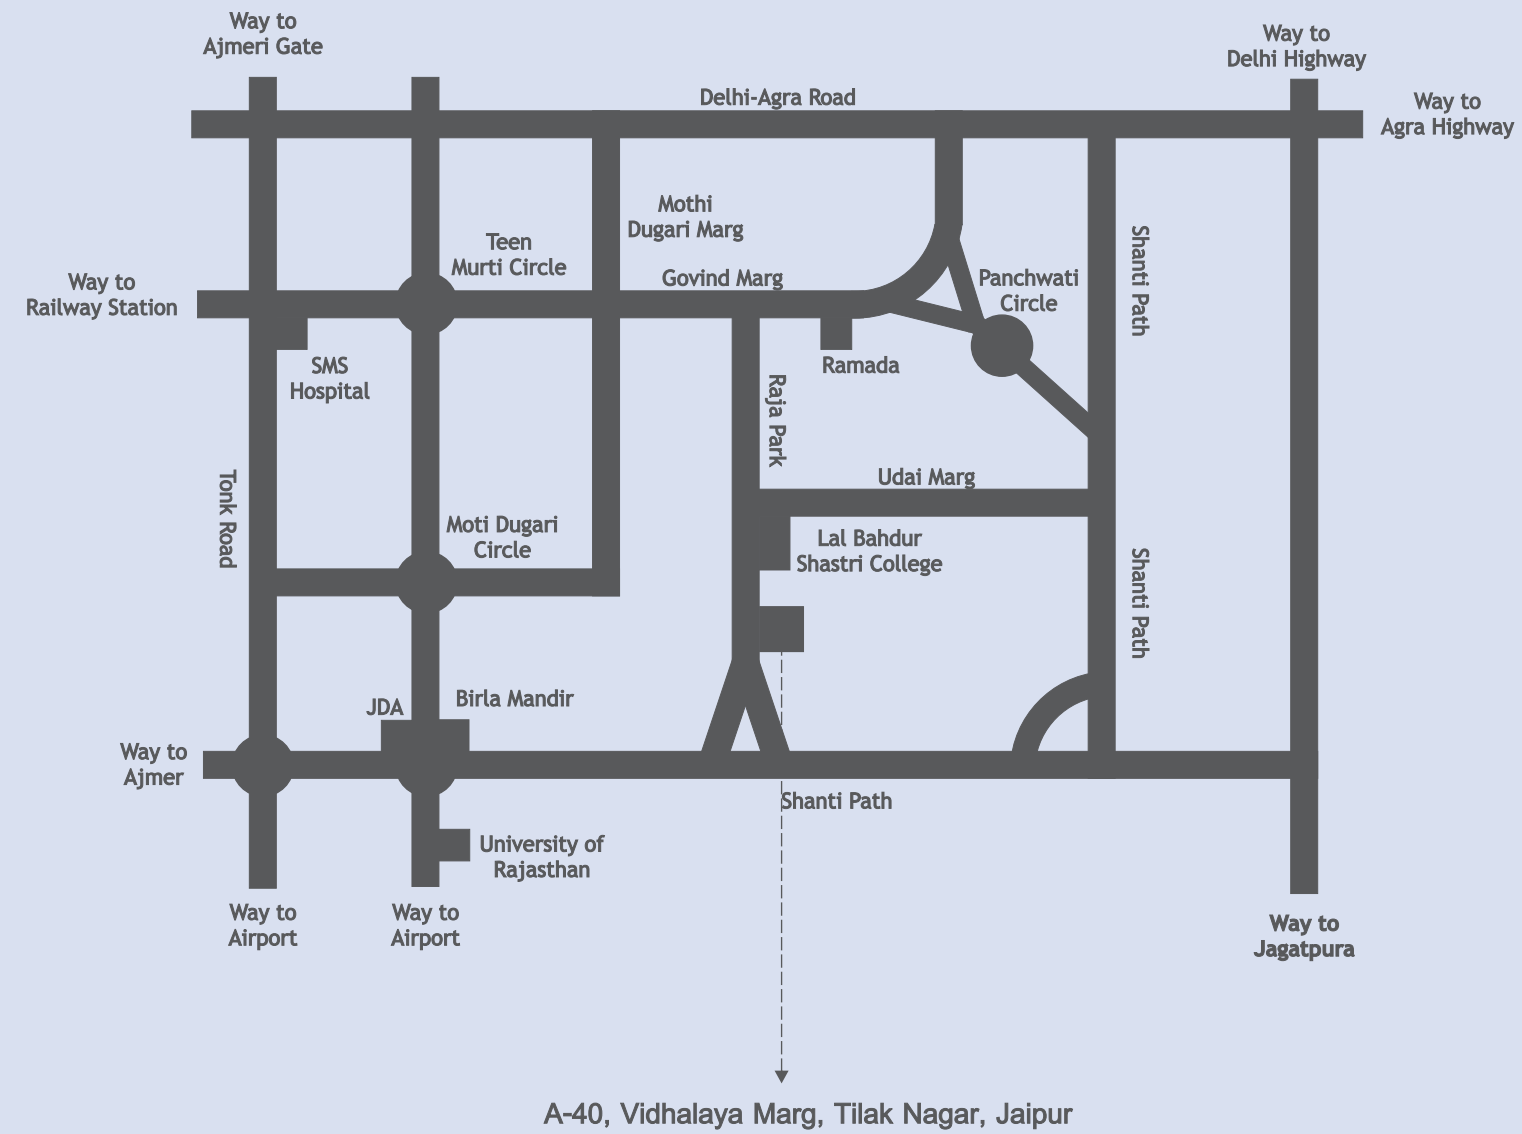 Way to
Ajmeri Gate
Way to
Delhi Highway
Delhi-Agra Road
Way to
Agra Highway
Mothi
Dugari Marg
Teen
Murti Circle
Govind Marg
Panchwati
Circle
Shanti Path
Way to
Railway Station
SMS
Hospital
Ramada
Raja Park
Tonk Road
Udai Marg
Moti Dugari
Circle
Lal Bahdur
Shastri College
Shanti Path
JDA
Birla Mandir
Way to
Ajmer
Shanti Path
University of
Rajasthan
Way to
Airport
Way to
Airport
Way to
Jagatpura
A-40, Vidhalaya Marg, Tilak Nagar, Jaipur